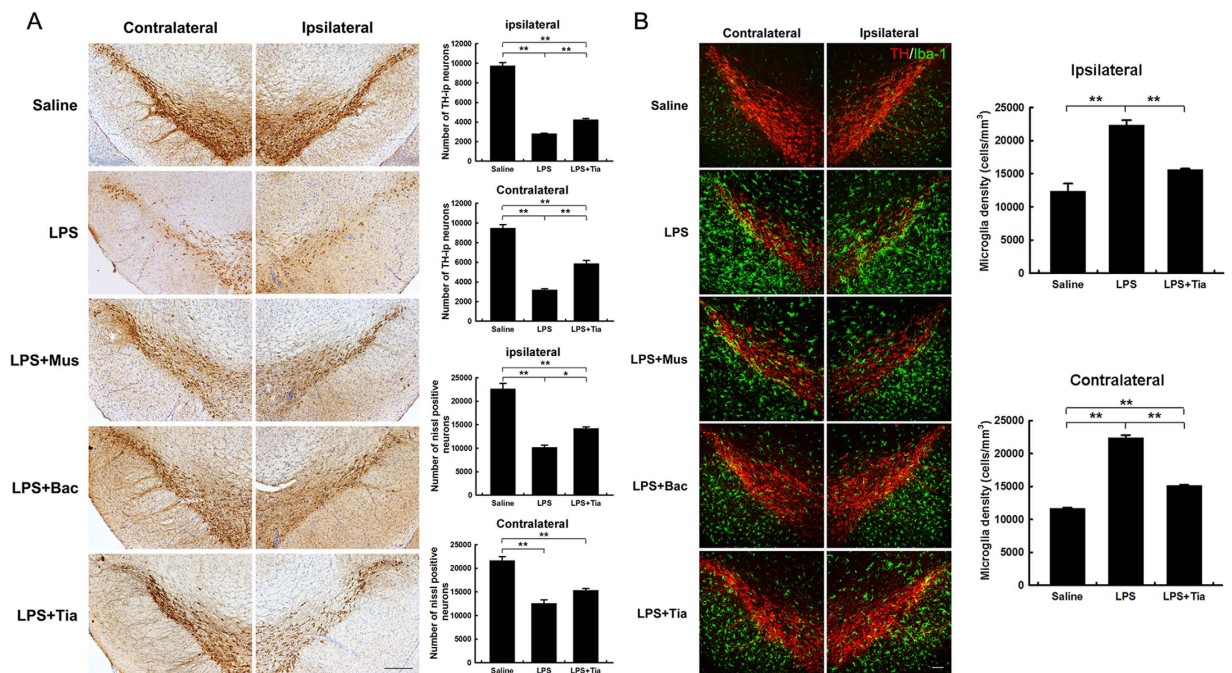 A
Contralateral
Ipsilateral
Saline
LPS
LPS+Mus
LPS+Bac
LPS+Tia
ipsilateral
Number of TH-ip neurons
12000
10000
8000
6000
4000
2000
0
**
** **
Saline LPS LPS+Tia
Contralateral
Number of TH-ip neurons
12000
10000
8000
6000
4000
2000
0
**
** **
Saline LPS LPS+Tia
ipsilateral
Number of nissl positive
neurons
25000
20000
15000
10000
5000
0
**
** *
Saline LPS LPS+Tia
Contralateral
Number of nissl positive
neurons
25000
20000
15000
10000
5000
0
**
**
Saline LPS LPS+Tia
B
Contralateral
Ipsilateral
TH/Iba-1
Saline
LPS
LPS+Mus
LPS+Bac
LPS+Tia
Ipsilateral
Microglia density (cells/mm³)
25000
20000
15000
10000
5000
0
** **
Saline LPS LPS+Tia
Contralateral
Microglia density (cells/mm³)
25000
20000
15000
10000
5000
0
**
** **
Saline LPS LPS+Tia